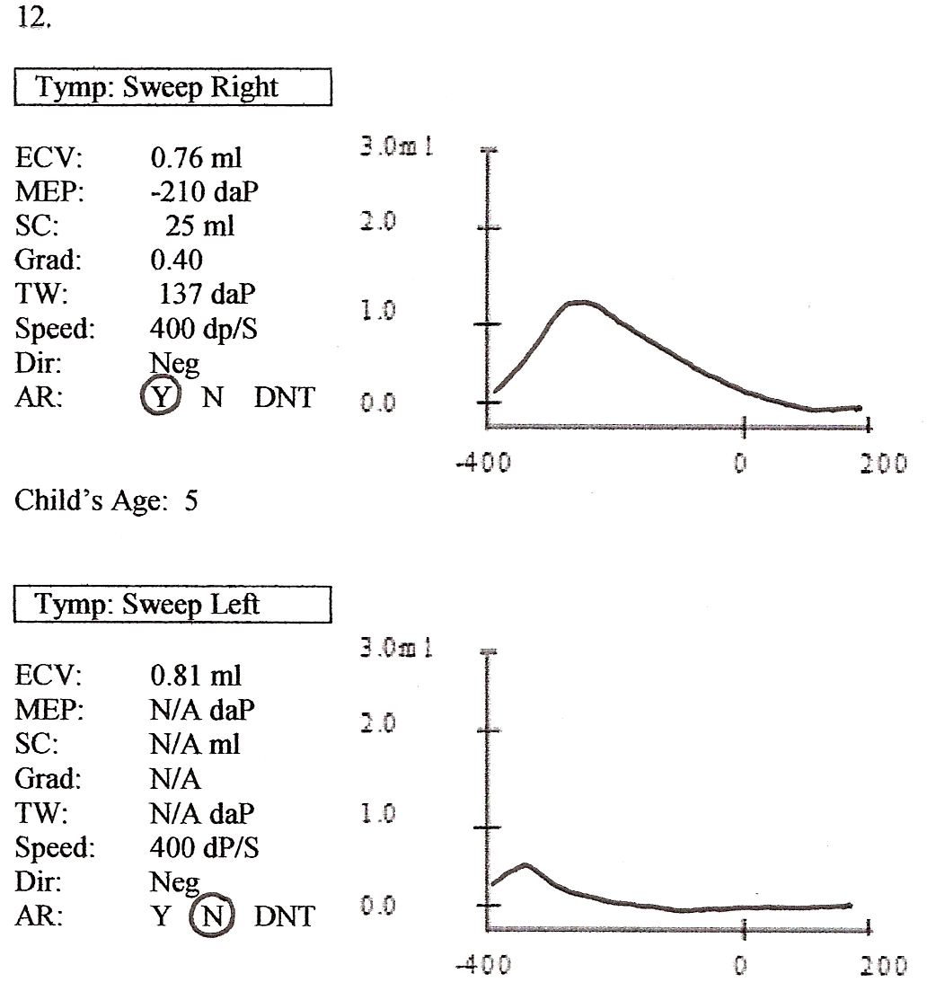 12.
Tymp: Sweep Right
ECV: 0.76 ml
MEP: -210 daP
SC: 25 ml
Grad: 0.40
TW: 137 daP
Speed: 400 dp/S
Dir: Neg
AR: Y N DNT
3.0ml
2.0
1.0
0.0
-400 0 200
Child's Age: 5
Tymp: Sweep Left
ECV: 0.81 ml
MEP: N/A daP
SC: N/A ml
Grad: N/A
TW: N/A daP
Speed: 400 dP/S
Dir: Neg
AR: Y N DNT
3.0ml
2.0
1.0
0.0
-400 0 200